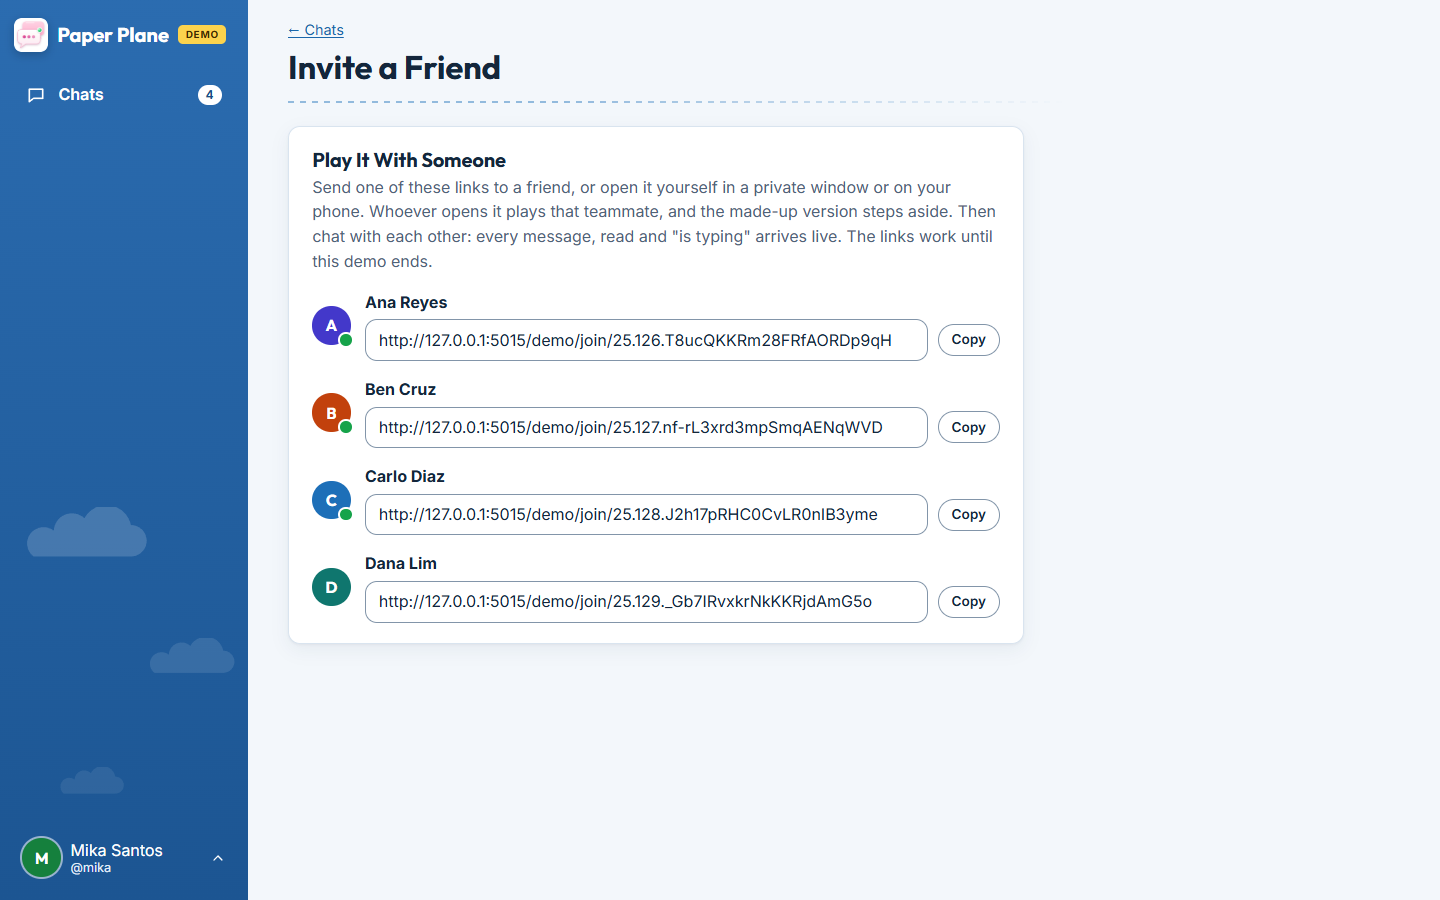 Paper Plane DEMO
Chats 4
← Chats
Invite a Friend
Play It With Someone
Send one of these links to a friend, or open it yourself in a private window or on your
phone. Whoever opens it plays that teammate, and the made-up version steps aside. Then
chat with each other: every message, read and "is typing" arrives live. The links work until
this demo ends.
Ana Reyes
A
http://127.0.0.1:5015/demo/join/25.126.T8ucQKKRm28FRfAORDp9qH Copy
Ben Cruz
B
http://127.0.0.1:5015/demo/join/25.127.nf-rL3xrd3mpSmqAENqWVD Copy
Carlo Diaz
C
http://127.0.0.1:5015/demo/join/25.128.J2h17pRHC0CvLR0nIB3yme Copy
Dana Lim
D
http://127.0.0.1:5015/demo/join/25.129._Gb7IRvxkrNkKKRjdAmG5o Copy
M
Mika Santos
@mika